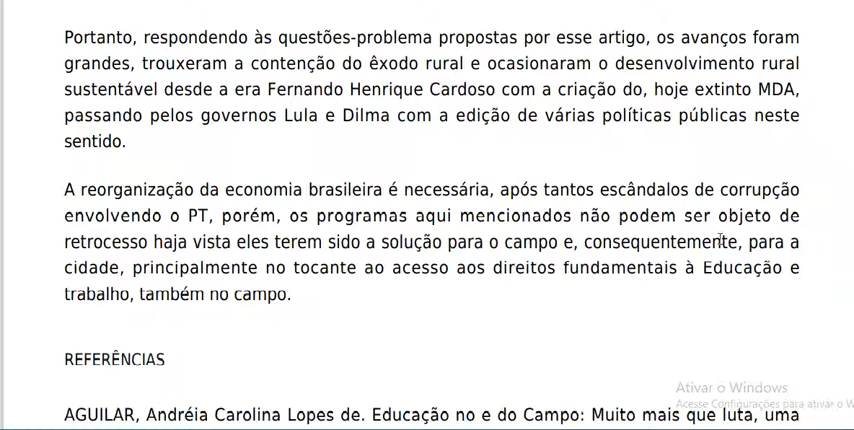 Portanto, respondendo às questões-problema propostas por esse artigo, os avanços foram
grandes, trouxeram a contenção do êxodo rural e ocasionaram o desenvolvimento rural
sustentável desde a era Fernando Henrique Cardoso com a criação do, hoje extinto MDA,
passando pelos governos Lula e Dilma com a edição de várias políticas públicas neste
sentido.
A reorganização da economia brasileira é necessária, após tantos escândalos de corrupção
envolvendo o PT, porém, os programas aqui mencionados não podem ser objeto de
retrocesso haja vista eles terem sido a solução para o campo e, consequentemente, para a
cidade, principalmente no tocante ao acesso aos direitos fundamentais à Educação e
trabalho, também no campo.
REFERÊNCIAS
Ativar o Windows
Acesse Configurações para ativar o W
AGUILAR, Andréia Carolina Lopes de. Educação no e do Campo: Muito mais que luta, uma